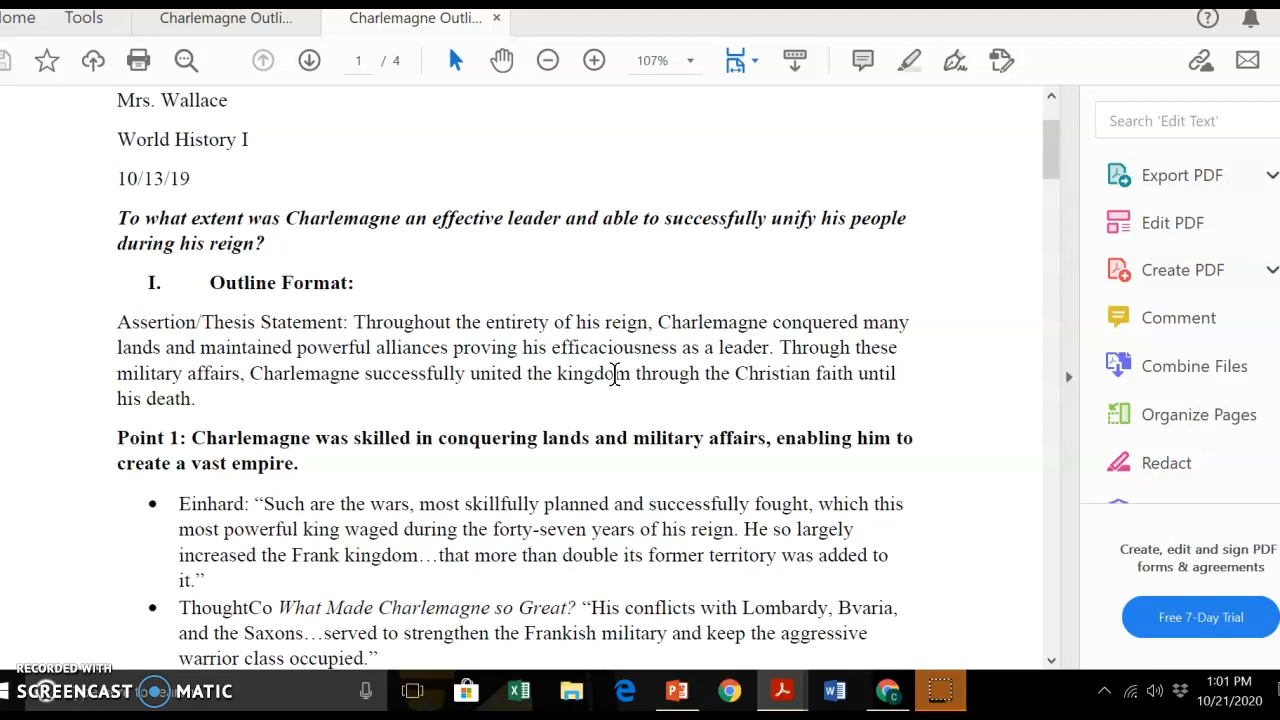 ome
Tools
Charlemagne Outli...
Charlemagne Outli... ×
1 / 4
107%
Mrs. Wallace
World History I
10/13/19
To what extent was Charlemagne an effective leader and able to successfully unify his people
during his reign?
I. Outline Format:
Assertion/Thesis Statement: Throughout the entirety of his reign, Charlemagne conquered many
lands and maintained powerful alliances proving his efficaciousness as a leader. Through these
military affairs, Charlemagne successfully united the kingdom through the Christian faith until
his death.
Point 1: Charlemagne was skilled in conquering lands and military affairs, enabling him to
create a vast empire.
• Einhard: “Such are the wars, most skillfully planned and successfully fought, which this
most powerful king waged during the forty-seven years of his reign. He so largely
increased the Frank kingdom…that more than double its former territory was added to
it.”
• ThoughtCo What Made Charlemagne so Great? “His conflicts with Lombardy, Bvaria,
and the Saxons…served to strengthen the Frankish military and keep the aggressive
warrior class occupied.”
Search 'Edit Text'
Export PDF
Edit PDF
Create PDF
Comment
Combine Files
Organize Pages
Redact
Create, edit and sign PDF
forms & agreements
Free 7-Day Trial
RECORDED WITH
SCREENCAST MATIC
1:01 PM
10/21/2020